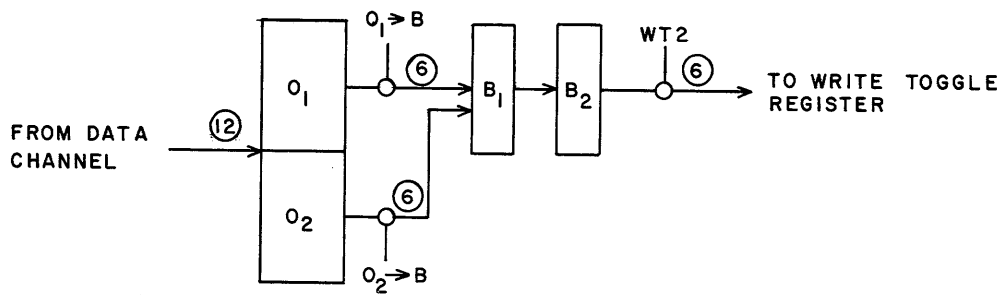 FROM DATA
CHANNEL
12
O₁
O₂
O₁→B
6
6
O₂→B
B₁
B₂
WT2
6
TO WRITE TOGGLE
REGISTER